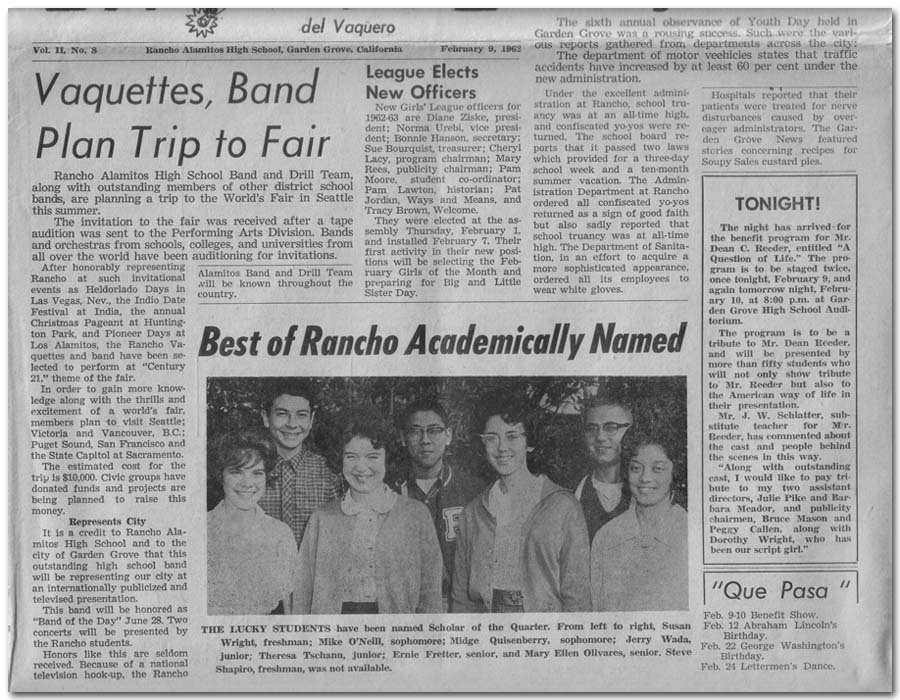 del Vaquero
Vol. II, No. 8 Rancho Alamitos High School, Garden Grove, California February 9, 1962
Vaquettes, Band
Plan Trip to Fair
Rancho Alamitos High School Band and Drill Team,
along with outstanding members of other district school
bands, are planning a trip to the World's Fair in Seattle
this summer.
The invitation to the fair was received after a tape
audition was sent to the Performing Arts Division. Bands
and orchestras from schools, colleges, and universities from
all over the world have been auditioning for invitations.
After honorably representing
Rancho at such invitational
events as Heldorlado Days in
Las Vegas, Nev., the Indio Date
Festival at India, the annual
Christmas Pageant at Hunting-
ton Park, and Pioneer Days at
Los Alamitos, the Rancho Va-
quettes and band have been se-
lected to perform at "Century
21," theme of the fair.
In order to gain more know-
ledge along with the thrills and
excitement of a world's fair,
members plan to visit Seattle;
Victoria and Vancouver, B.C.;
Puget Sound, San Francisco and
the State Capitol at Sacramento.
The estimated cost for the
trip is $10,000. Civic groups have
donated funds and projects are
being planned to raise this
money.
Represents City
It is a credit to Rancho Ala-
mitos High School and to the
city of Garden Grove that this
outstanding high school band
will be representing our city at
an internationally publicized and
televised presentation.
This band will be honored as
"Band of the Day" June 28. Two
concerts will be presented by
the Rancho students.
Honors like this are seldom
received. Because of a national
television hook-up, the Rancho
Alamitos Band and Drill Team
will be known throughout the
country.
League Elects
New Officers
New Girls' League officers for
1962-63 are Diane Ziske, presi-
dent; Norma Urebi, vice presi-
dent; Bonnie Hanson, secretary;
Sue Bourquist, treasurer; Cheryl
Lacy, program chairman; Mary
Rees, publicity chairman; Pam
Moore, student co-ordinator;
Pam Lawton, historian; Pat
Jordan, Ways and Means, and
Tracy Brown, Welcome.
They were elected at the as-
sembly Thursday, February 1,
and installed February 7. Their
first activity in their new posi-
tions will be selecting the Feb-
ruary Girls of the Month and
preparing for Big and Little
Sister Day.
The sixth annual observance of Youth Day held in
Garden Grove was a rousing success. Such were the vari-
ous reports gathered from departments across the city:
The department of motor veehicles states that traffic
accidents have increased by at least 60 per cent under the
new administration.
Under the excellent admini-
stration at Rancho, school tru-
ancy was at an all-time high,
and confiscated yo-yos were re-
turned. The school board re-
ports that it passed two laws
which provided for a three-day
school week and a ten-month
summer vacation. The Admin-
istration Department at Rancho
ordered all confiscated yo-yos
returned as a sign of good faith
but also sadly reported that
school truancy was at all-time
high. The Department of Sanita-
tion, in an effort to acquire a
more sophisticated appearance,
ordered all its employees to
wear white gloves.
Hospitals reported that their
patients were treated for nerve
disturbances caused by over-
eager administrators. The Gar-
den Grove News featured
stories concerning recipes for
Soupy Sales custard pies.
TONIGHT!
The night has arrived for
the benefit program for Mr.
Dean C. Reeder, entitled "A
Question of Life." The pro-
gram is to be staged twice,
once tonight, February 9, and
again tomorrow night, Febru-
ary 10, at 8:00 p.m. at Gar-
den Grove High School Audi-
torium.
The program is to be a
tribute to Mr. Dean Reeder,
and will be presented by
more than fifty students who
will not only show tribute
to Mr. Reeder but also to
the American way of life in
their presentation.
Mr. J. W. Schlatter, sub-
stitute teacher for Mr.
Reeder, has commented about
the cast and people behind
the scenes in this way.
"Along with outstanding
cast, I would like to pay tri-
bute to my two assistant
directors, Julie Pike and Bar-
bara Meador, and publicity
chairmen, Bruce Mason and
Peggy Callen, along with
Dorothy Wright, who has
been our script girl."
"Que Pasa"
Feb. 9-10 Benefit Show.
Feb. 12 Abraham Lincoln's
Birthday.
Feb. 22 George Washington's
Birthday.
Feb. 24 Lettermen's Dance.
Best of Rancho Academically Named
R
THE LUCKY STUDENTS have been named Scholar of the Quarter. From left to right, Susan
Wright, freshman; Mike O'Neill, sophomore; Midge Quisenberry, sophomore; Jerry Wada,
junior; Theresa Tschann, junior; Ernie Fretter, senior, and Mary Ellen Olivares, senior. Steve
Shapiro, freshman, was not available.